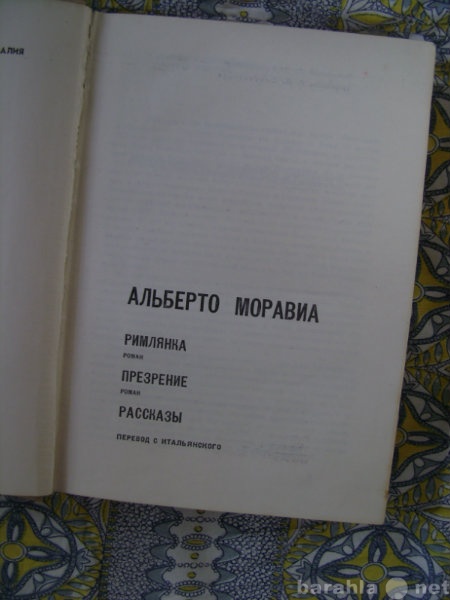 АЛИЯ
АЛЬБЕРТО МОРАВИА
РИМЛЯНКА
РОМАН
ПРЕЗРЕНИЕ
РОМАН
РАССКАЗЫ
ПЕРЕВОД С ИТАЛЬЯНСКОГО
barahla.net